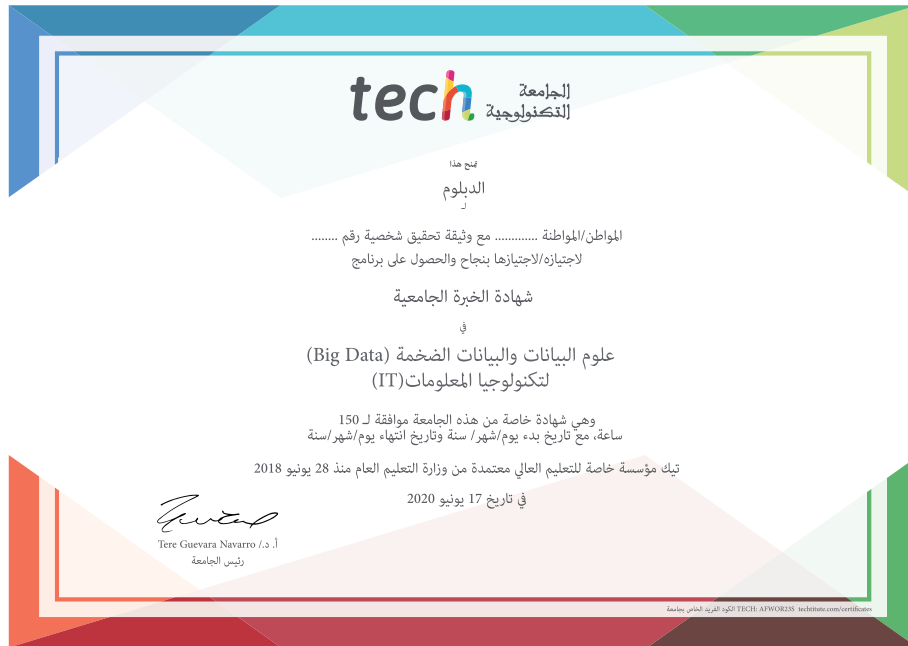 tech الجامعة
التكنولوجية
يمنح هذا
الدبلوم
لـ
المواطن/المواطنة ............. مع وثيقة تحقيق شخصية رقم ........
لاجتيازه/لاجتيازها بنجاح والحصول على برنامج
شهادة الخبرة الجامعية
في
علوم البيانات والبيانات الضخمة (Big Data)
لتكنولوجيا المعلومات(IT)
وهي شهادة خاصة من هذه الجامعة موافقة لـ 150
ساعة، مع تاريخ بدء يوم/شهر/ سنة وتاريخ انتهاء يوم/شهر/سنة
تيك مؤسسة خاصة للتعليم العالي معتمدة من وزارة التعليم العام منذ 28 يونيو 2018
في تاريخ 17 يونيو 2020
أ. د./ Tere Guevara Navarro
رئيس الجامعة
الكود الفريد الخاص بجامعة TECH: AFWOR23S techtitute.com/certificates